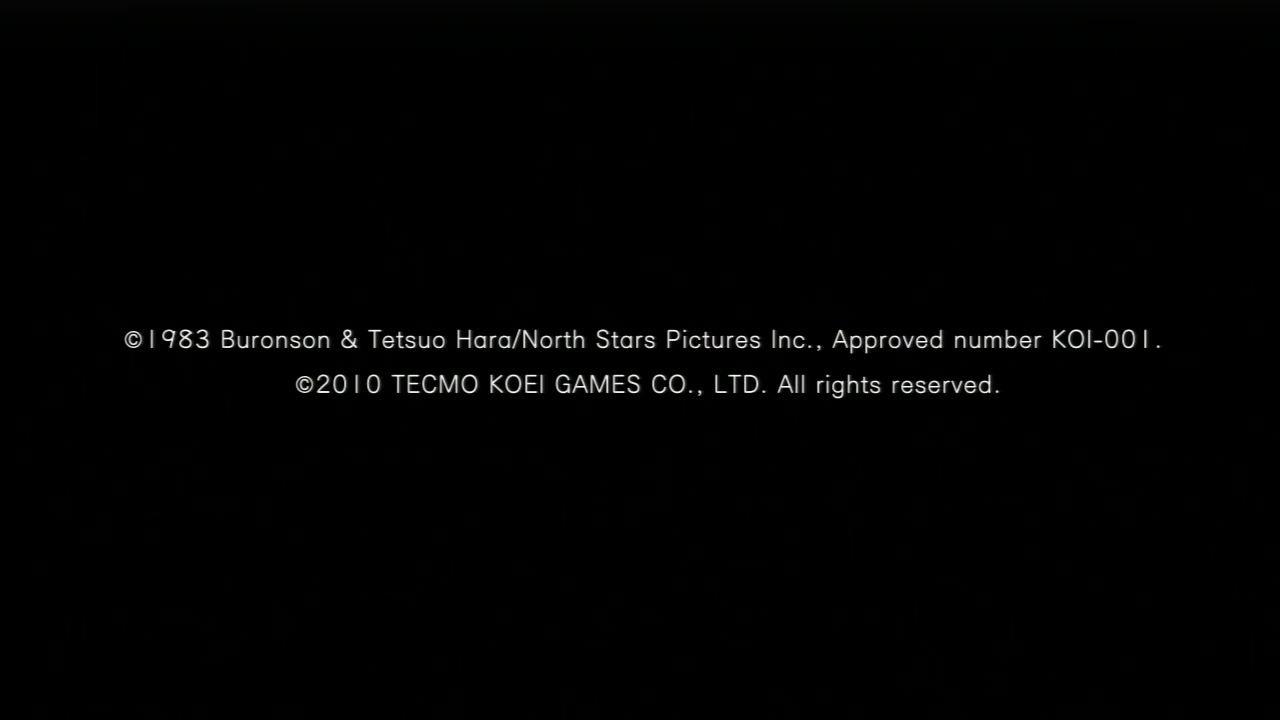 ©1983 Buronson & Tetsuo Hara/North Stars Pictures Inc., Approved number KOI-001.
©2010 TECMO KOEI GAMES CO., LTD. All rights reserved.